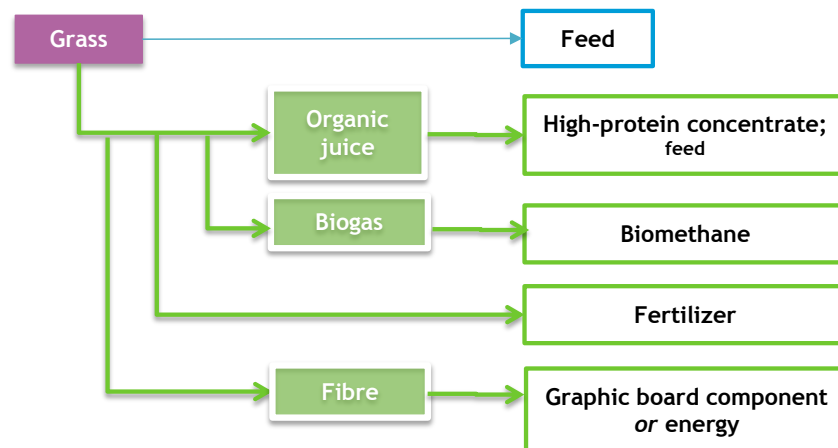 Grass
Feed
Organic
juice
High-protein concentrate;
feed
Biogas
Biomethane
Fertilizer
Fibre
Graphic board component
or energy